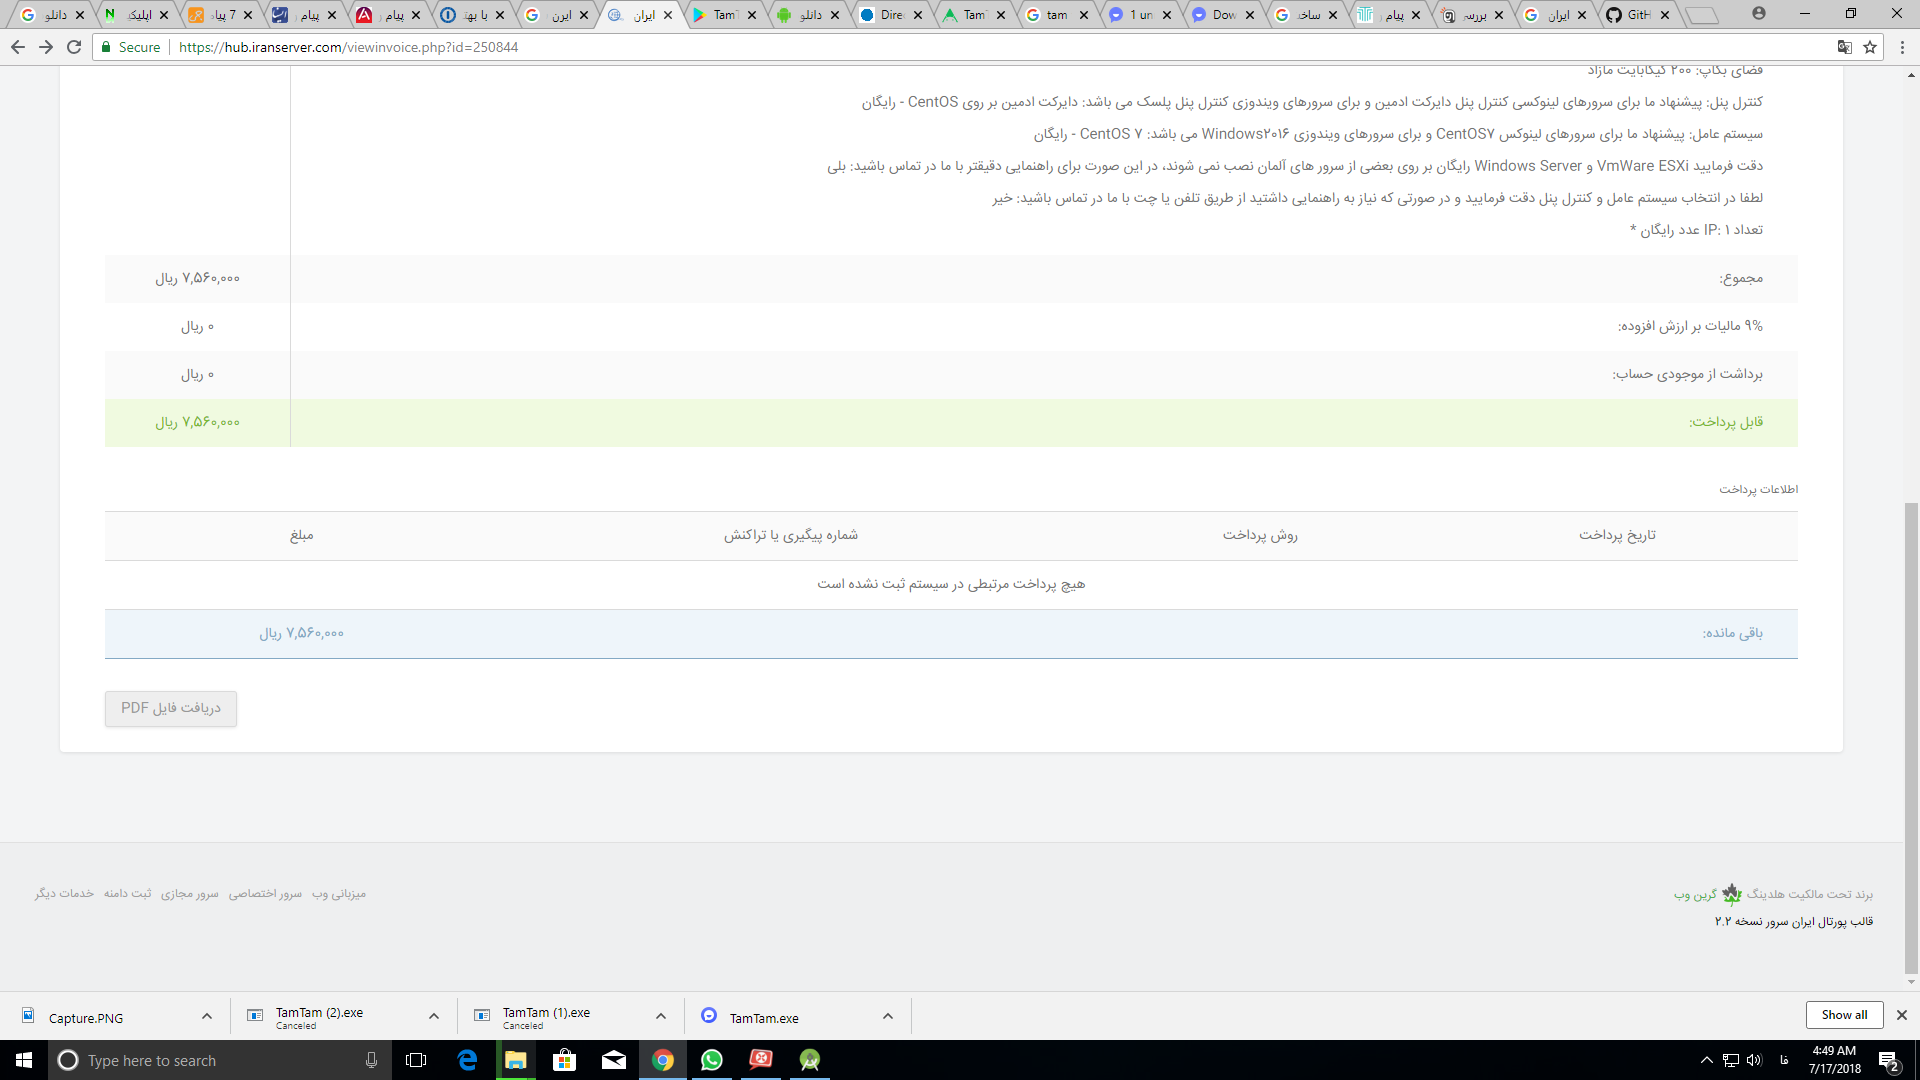 دانلو
اپلیک
7 پیاد
پیام
پیام ر
با بهت
ایرن
ایران
TamT
دانلو
Dire
TamT
tam
1 un
Dow
ساخت
پیام
بررس
ایران
GitH
Secure
https://hub.iranserver.com/viewinvoice.php?id=250844
فضای بکاپ: ۲۰۰ گیگابایت مازاد
کنترل پنل: پیشنهاد ما برای سرورهای لینوکسی کنترل پنل دایرکت ادمین و برای سرورهای ویندوزی کنترل پنل پلسک می باشد: دایرکت ادمین بر روی CentOS - رایگان
سیستم عامل: پیشنهاد ما برای سرورهای لینوکس CentOS۷ و برای سرورهای ویندوزی Windows۲۰۱۶ می باشد: CentOS ۷ - رایگان
دقت فرمایید VmWare ESXi و Windows Server رایگان بر روی بعضی از سرور های آلمان نصب نمی شوند، در این صورت برای راهنمایی دقیقتر با ما در تماس باشید: بلی
لطفا در انتخاب سیستم عامل و کنترل پنل دقت فرمایید و در صورتی که نیاز به راهنمایی داشتید از طریق تلفن یا چت با ما در تماس باشید: خیر
تعداد IP: ۱ عدد رایگان *
مجموع: ۷,۵۶۰,۰۰۰ ریال
۹% مالیات بر ارزش افزوده: ۰ ریال
برداشت از موجودی حساب: ۰ ریال
قابل پرداخت: ۷,۵۶۰,۰۰۰ ریال
اطلاعات پرداخت
تاریخ پرداخت روش پرداخت شماره پیگیری یا تراکنش مبلغ
هیچ پرداخت مرتبطی در سیستم ثبت نشده است
باقی مانده: ۷,۵۶۰,۰۰۰ ریال
دریافت فایل PDF
برند تحت مالکیت هلدینگ گرین وب
قالب پورتال ایران سرور نسخه ۲.۲
میزبانی وب سرور اختصاصی سرور مجازی ثبت دامنه خدمات دیگر
Capture.PNG
TamTam (2).exe
Canceled
TamTam (1).exe
Canceled
TamTam.exe
Show all
Type here to search
فا
4:49 AM
7/17/2018
2